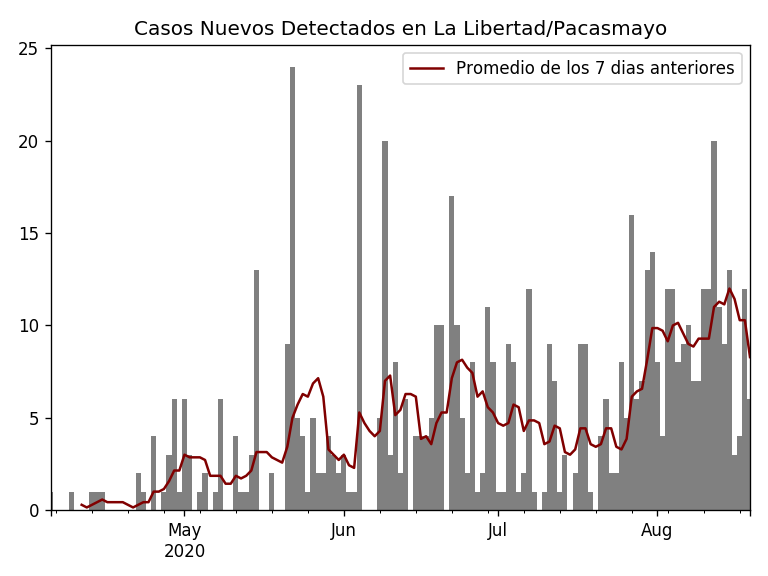 Casos Nuevos Detectados en La Libertad/Pacasmayo
Promedio de los 7 dias anteriores
25
20
15
10
5
0
May
2020
Jun
Jul
Aug